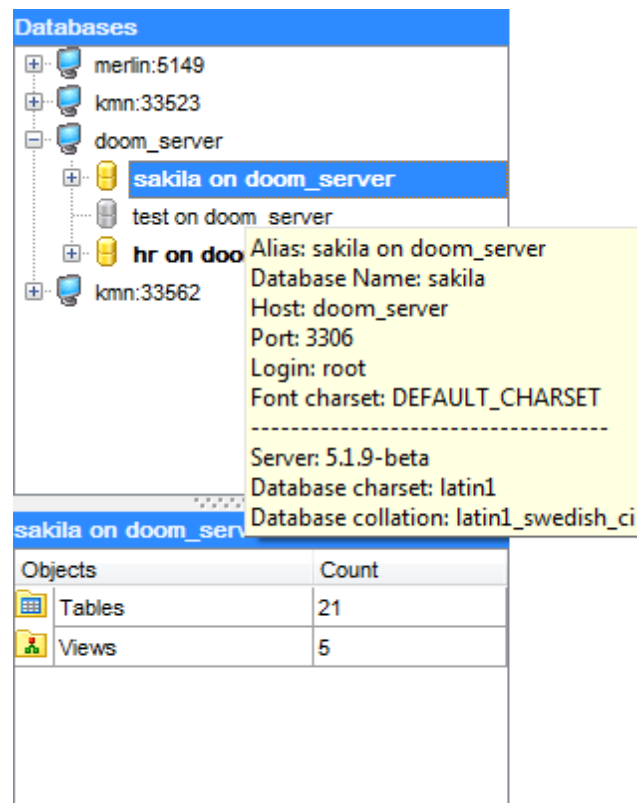 Databases
merlin:5149
kmn:33523
doom_server
sakila on doom_server
test on doom_server
hr on doo
kmn:33562
Alias: sakila on doom_server
Database Name: sakila
Host: doom_server
Port: 3306
Login: root
Font charset: DEFAULT_CHARSET
-----------------------------------
Server: 5.1.9-beta
Database charset: latin1
Database collation: latin1_swedish_ci
sakila on doom_serv
Objects Count
Tables 21
Views 5